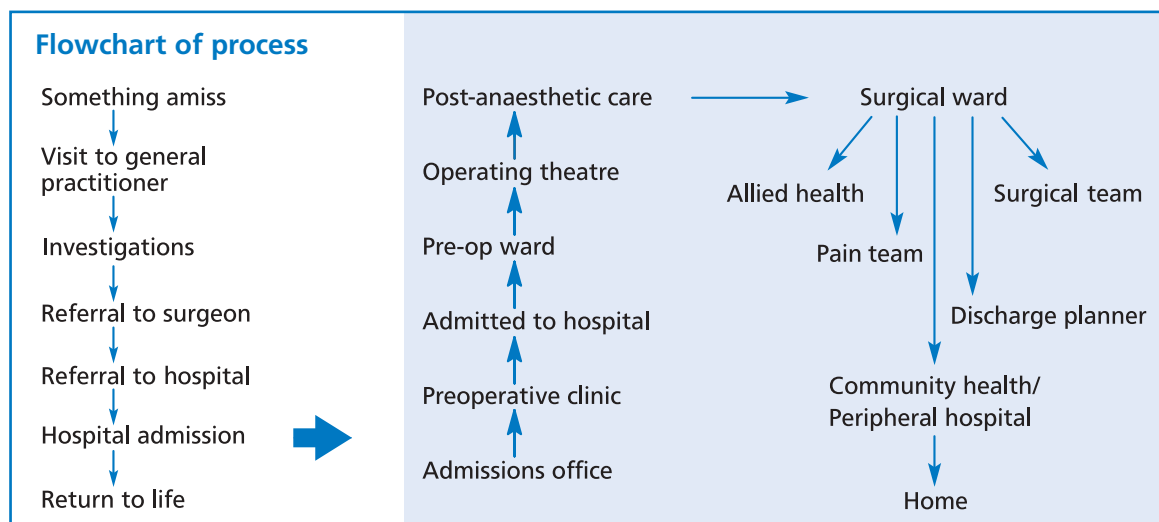 Flowchart of process
Something amiss
Visit to general
practitioner
Investigations
Referral to surgeon
Referral to hospital
Hospital admission
Return to life
Post-anaesthetic care
Operating theatre
Pre-op ward
Admitted to hospital
Preoperative clinic
Admissions office
Surgical ward
Allied health
Surgical team
Pain team
Discharge planner
Community health/
Peripheral hospital
Home